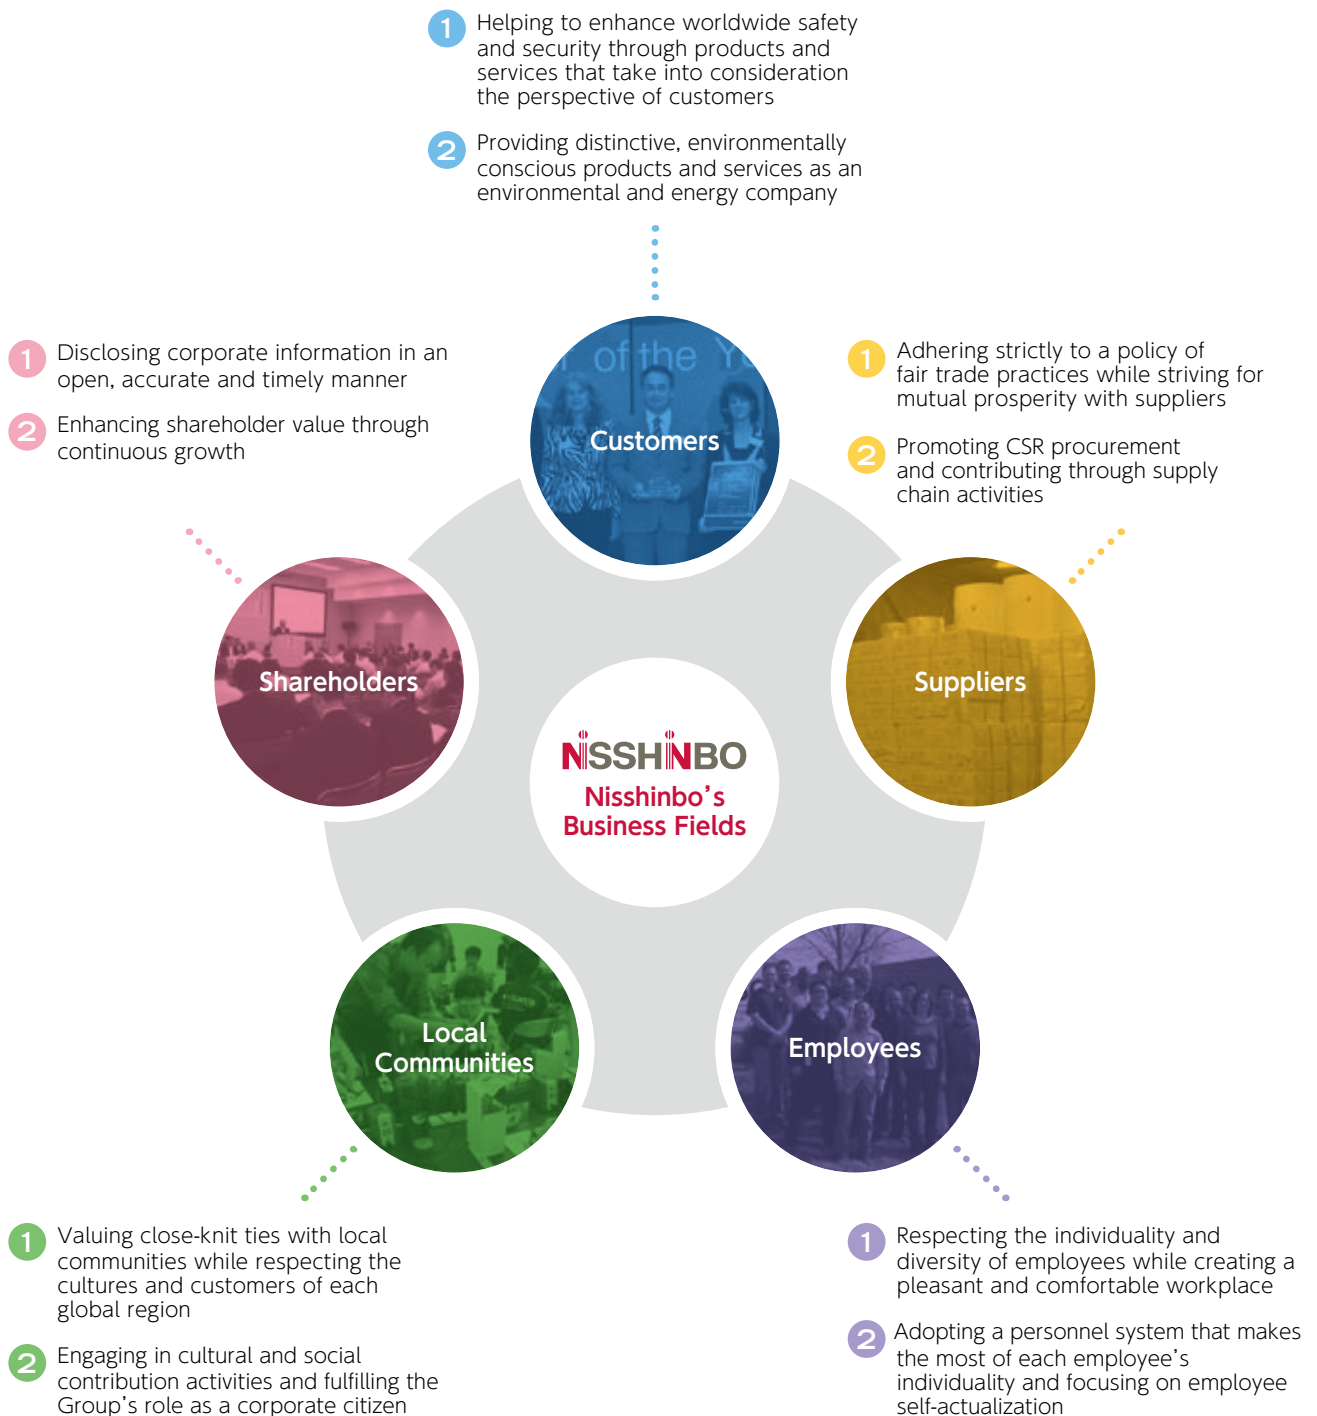 1 Helping to enhance worldwide safety
and security through products and
services that take into consideration
the perspective of customers
2 Providing distinctive, environmentally
conscious products and services as an
environmental and energy company
1 Disclosing corporate information in an
open, accurate and timely manner
2 Enhancing shareholder value through
continuous growth
1 Adhering strictly to a policy of
fair trade practices while striving for
mutual prosperity with suppliers
2 Promoting CSR procurement
and contributing through supply
chain activities
of the
Customers
Shareholders
Suppliers
NISSHINBO
Nisshinbo's
Business Fields
Local
Communities
Employees
1 Valuing close-knit ties with local
communities while respecting the
cultures and customers of each
global region
2 Engaging in cultural and social
contribution activities and fulfilling the
Group's role as a corporate citizen
1 Respecting the individuality and
diversity of employees while creating a
pleasant and comfortable workplace
2 Adopting a personnel system that makes
the most of each employee's
individuality and focusing on employee
self-actualization